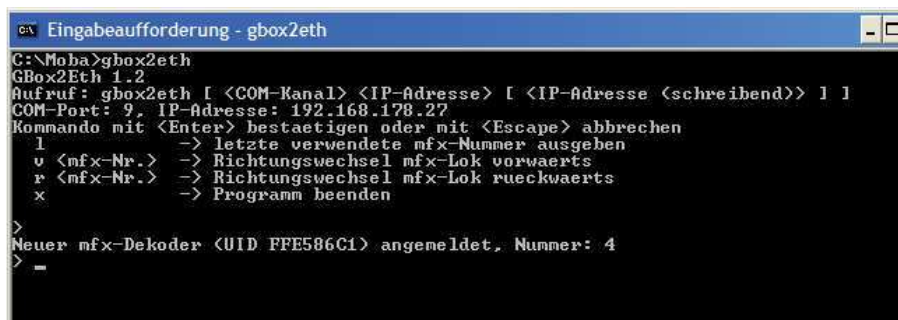 Eingabeaufforderung - gbox2eth
C:\Moba>gbox2eth
GBox2Eth 1.2
Aufruf: gbox2eth [ <COM-Kanal> <IP-Adresse> [ <IP-Adresse (schreibend)> ] ]
COM-Port: 9, IP-Adresse: 192.168.178.27
Kommando mit <Enter> bestaetigen oder mit <Escape> abbrechen
l -> letzte verwendete mfx-Nummer ausgeben
v <mfx-Nr.> -> Richtungswechsel mfx-Lok vorwaerts
r <mfx-Nr.> -> Richtungswechsel mfx-Lok rueckwaerts
x -> Programm beenden
>
Neuer mfx-Dekoder (UID FFE586C1) angemeldet, Nummer: 4
> _